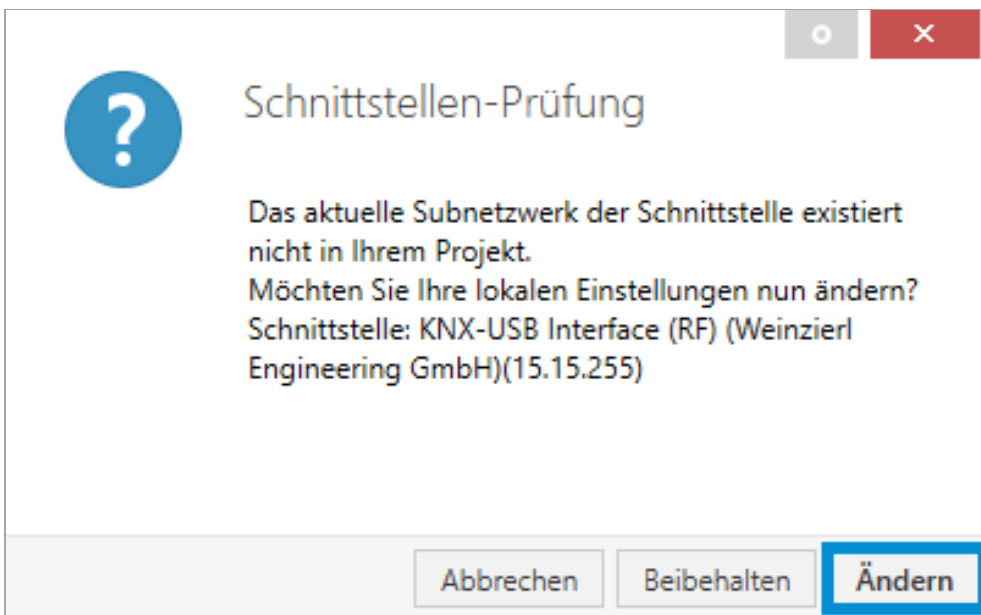 Schnittstellen-Prüfung
Das aktuelle Subnetzwerk der Schnittstelle existiert
nicht in Ihrem Projekt.
Möchten Sie Ihre lokalen Einstellungen nun ändern?
Schnittstelle: KNX-USB Interface (RF) (Weinzierl
Engineering GmbH)(15.15.255)
Abbrechen
Beibehalten
Ändern